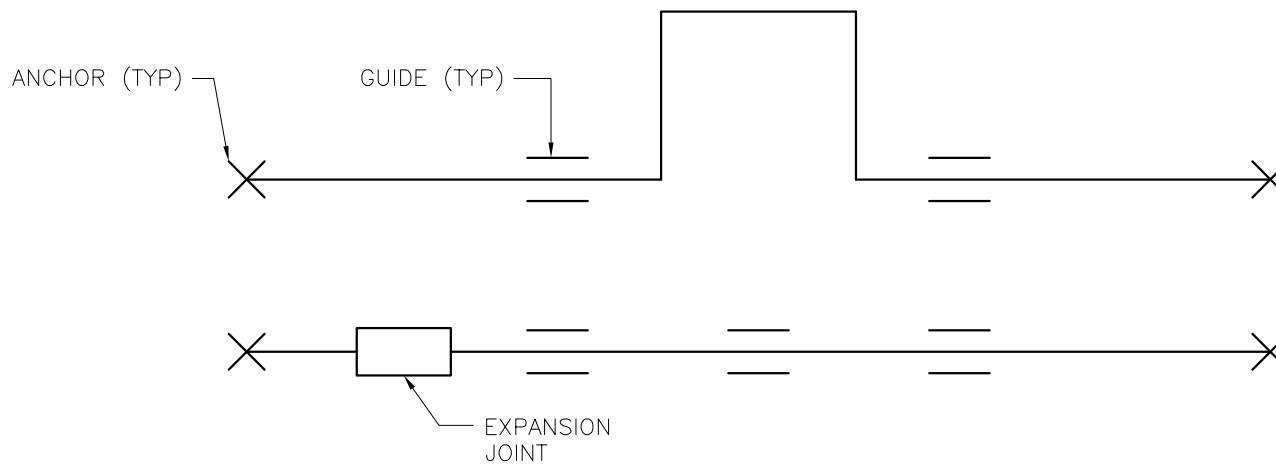 ANCHOR (TYP)
GUIDE (TYP)
EXPANSION
JOINT